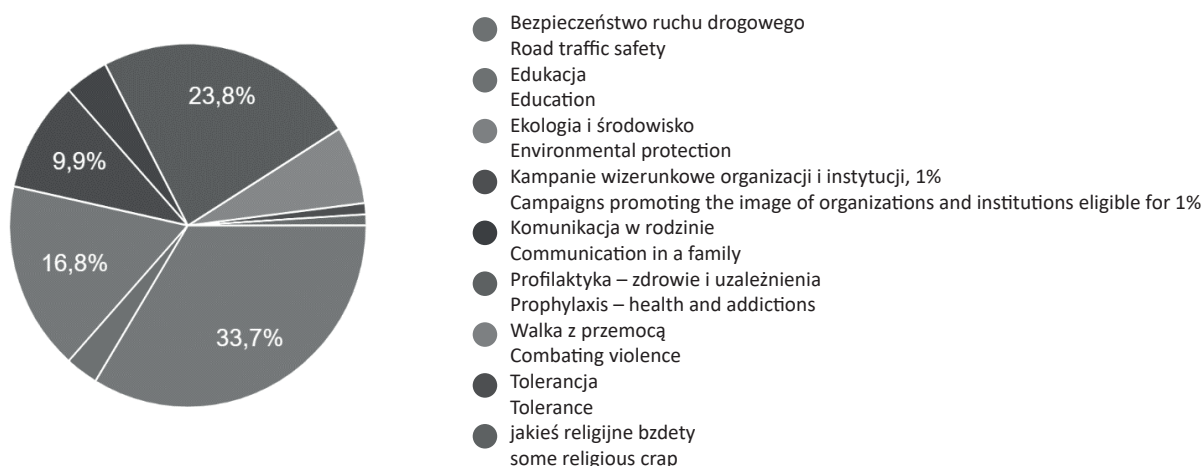 23,8%
9,9%
16,8%
33,7%
Bezpieczeństwo ruchu drogowego
Road traffic safety
Edukacja
Education
Ekologia i środowisko
Environmental protection
Kampanie wizerunkowe organizacji i instytucji, 1%
Campaigns promoting the image of organizations and institutions eligible for 1%
Komunikacja w rodzinie
Communication in a family
Profilaktyka – zdrowie i uzależnienia
Prophylaxis – health and addictions
Walka z przemocą
Combating violence
Tolerancja
Tolerance
jakieś religijne bzdety
some religious crap